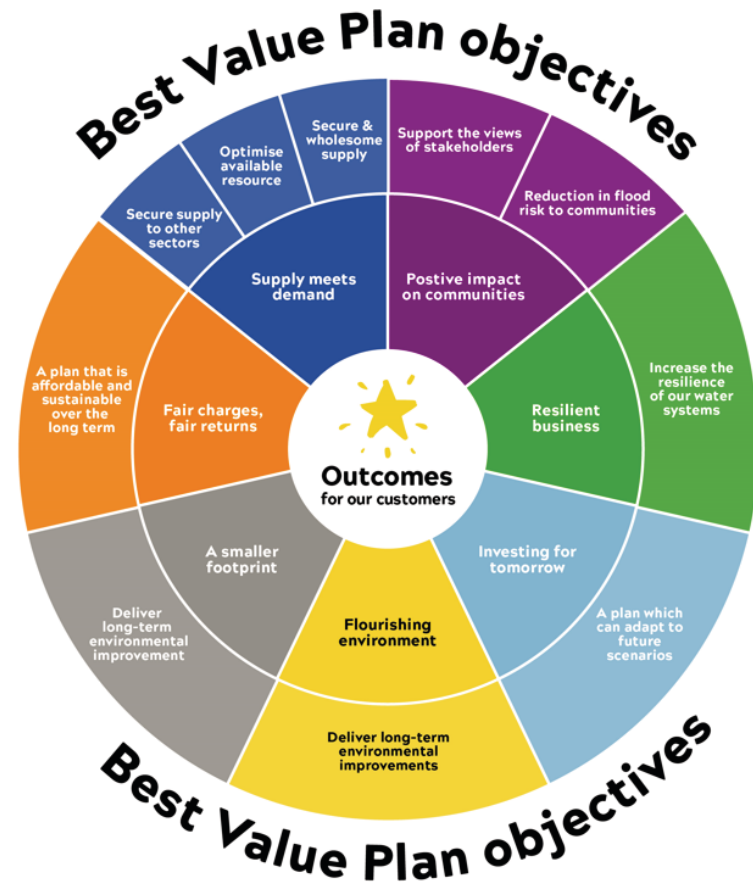 Best Value Plan objectives
Secure supply
to other
sectors
Optimise
available
resource
Secure &
wholesome
supply
Support the views
of stakeholders
Reduction in flood
risk to communities
Supply meets
demand
Postive impact
on communities
A plan that is
affordable and
sustainable
over the
long term
Fair charges,
fair returns
Resilient
business
Increase the
resilience
of our water
systems
Outcomes
for our customers
A smaller
footprint
Investing for
tomorrow
Deliver
long-term
environmental
improvement
Flourishing
environment
A plan which
can adapt to
future
scenarios
Deliver long-term
environmental
improvements
Best Value Plan objectives